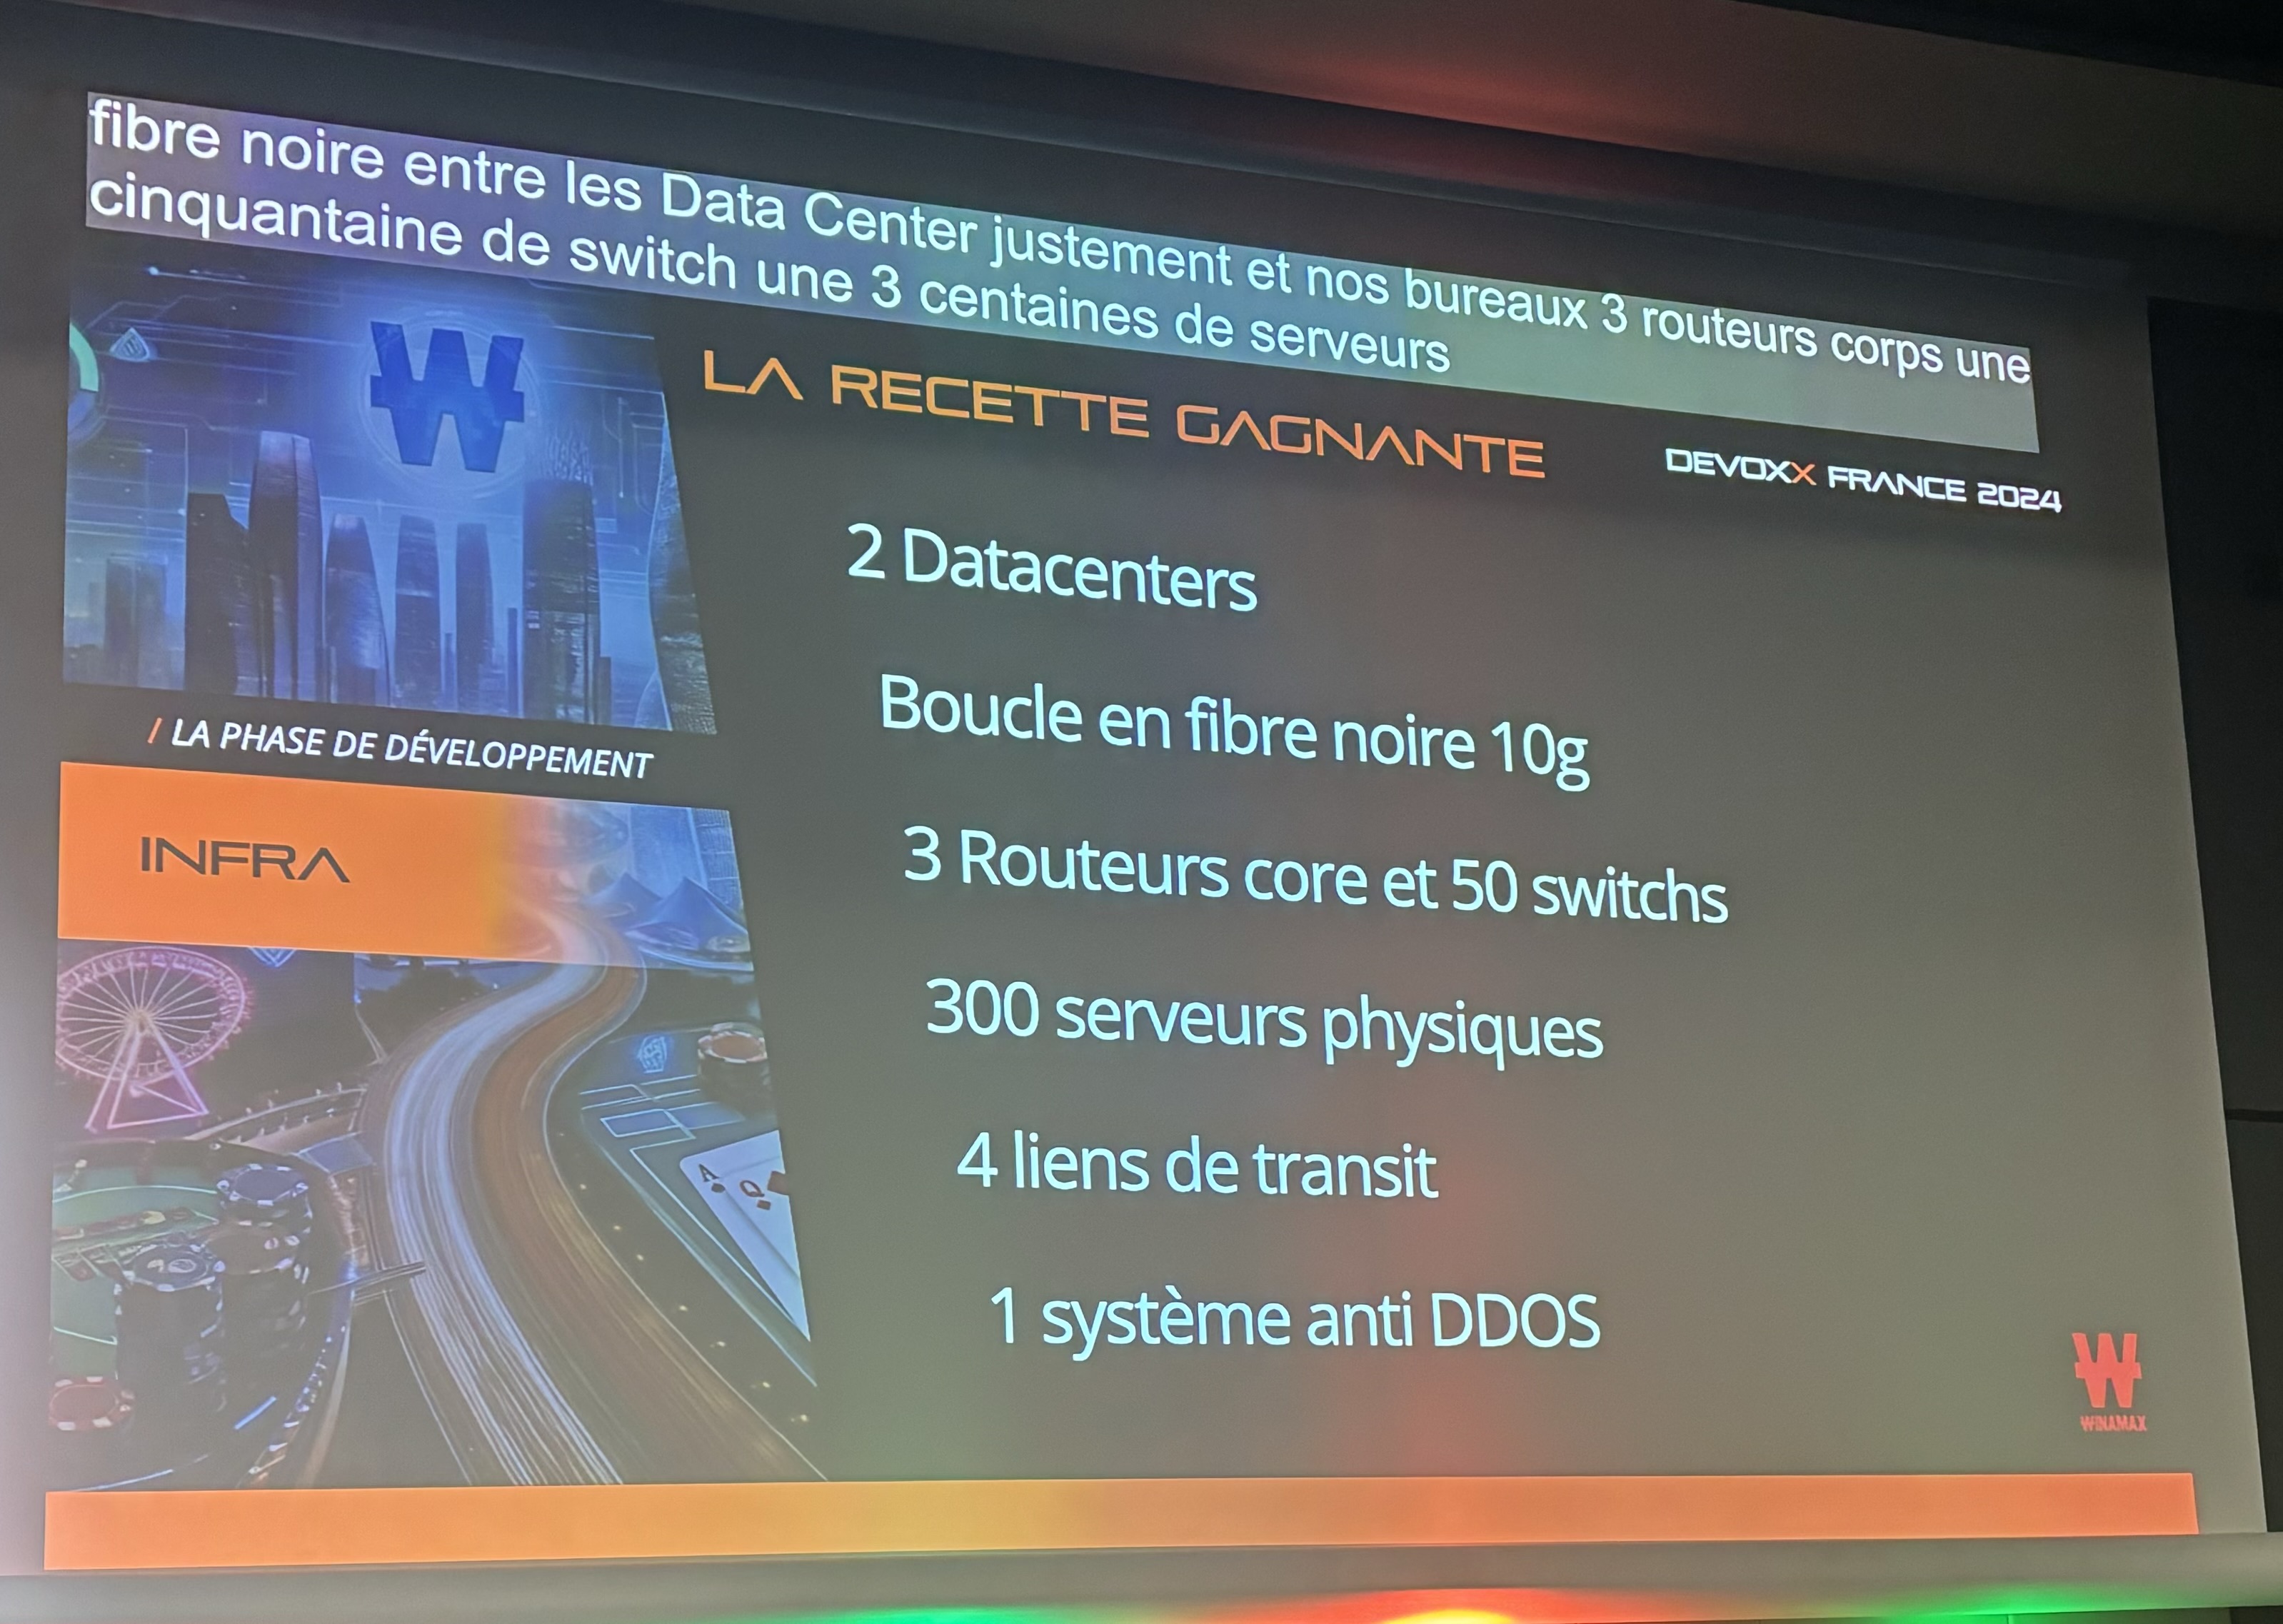 fibre noire entre les Data Center justement et nos bureaux 3 routeurs corps une
cinquantaine de switch une 3 centaines de serveurs
LA RECETTE GAGNANTE
DEVOXX FRANCE 2024
2 Datacenters
Boucle en fibre noire 10g
/ LA PHASE DE DÉVELOPPEMENT
INFRA
3 Routeurs core et 50 switchs
300 serveurs physiques
4 liens de transit
A
Q
1 système anti DDOS
W
WINAMAX